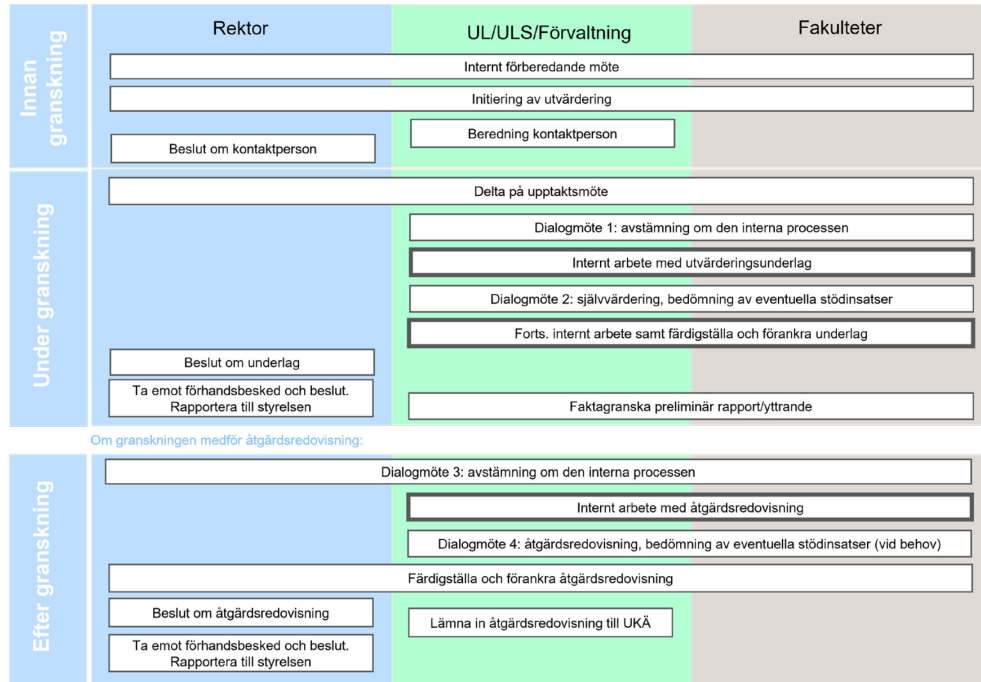 Rektor
UL/ULS/Förvaltning
Fakulteter
Innan
granskning
Internt förberedande möte
Initiering av utvärdering
Beredning kontaktperson
Beslut om kontaktperson
Under granskning
Delta på upptaktsmöte
Dialogmöte 1: avstämning om den interna processen
Internt arbete med utvärderingsunderlag
Dialogmöte 2: självvärdering, bedömning av eventuella stödinsatser
Forts. internt arbete samt färdigställa och förankra underlag
Beslut om underlag
Ta emot förhandsbesked och beslut.
Rapportera till styrelsen
Faktagranska preliminär rapport/yttrande
Om granskningen medför åtgärdsredovisning:
Efter granskning
Dialogmöte 3: avstämning om den interna processen
Internt arbete med åtgärdsredovisning
Dialogmöte 4: åtgärdsredovisning, bedömning av eventuella stödinsatser (vid behov)
Färdigställa och förankra åtgärdsredovisning
Beslut om åtgärdsredovisning
Lämna in åtgärdsredovisning till UKÄ
Ta emot förhandsbesked och beslut.
Rapportera till styrelsen